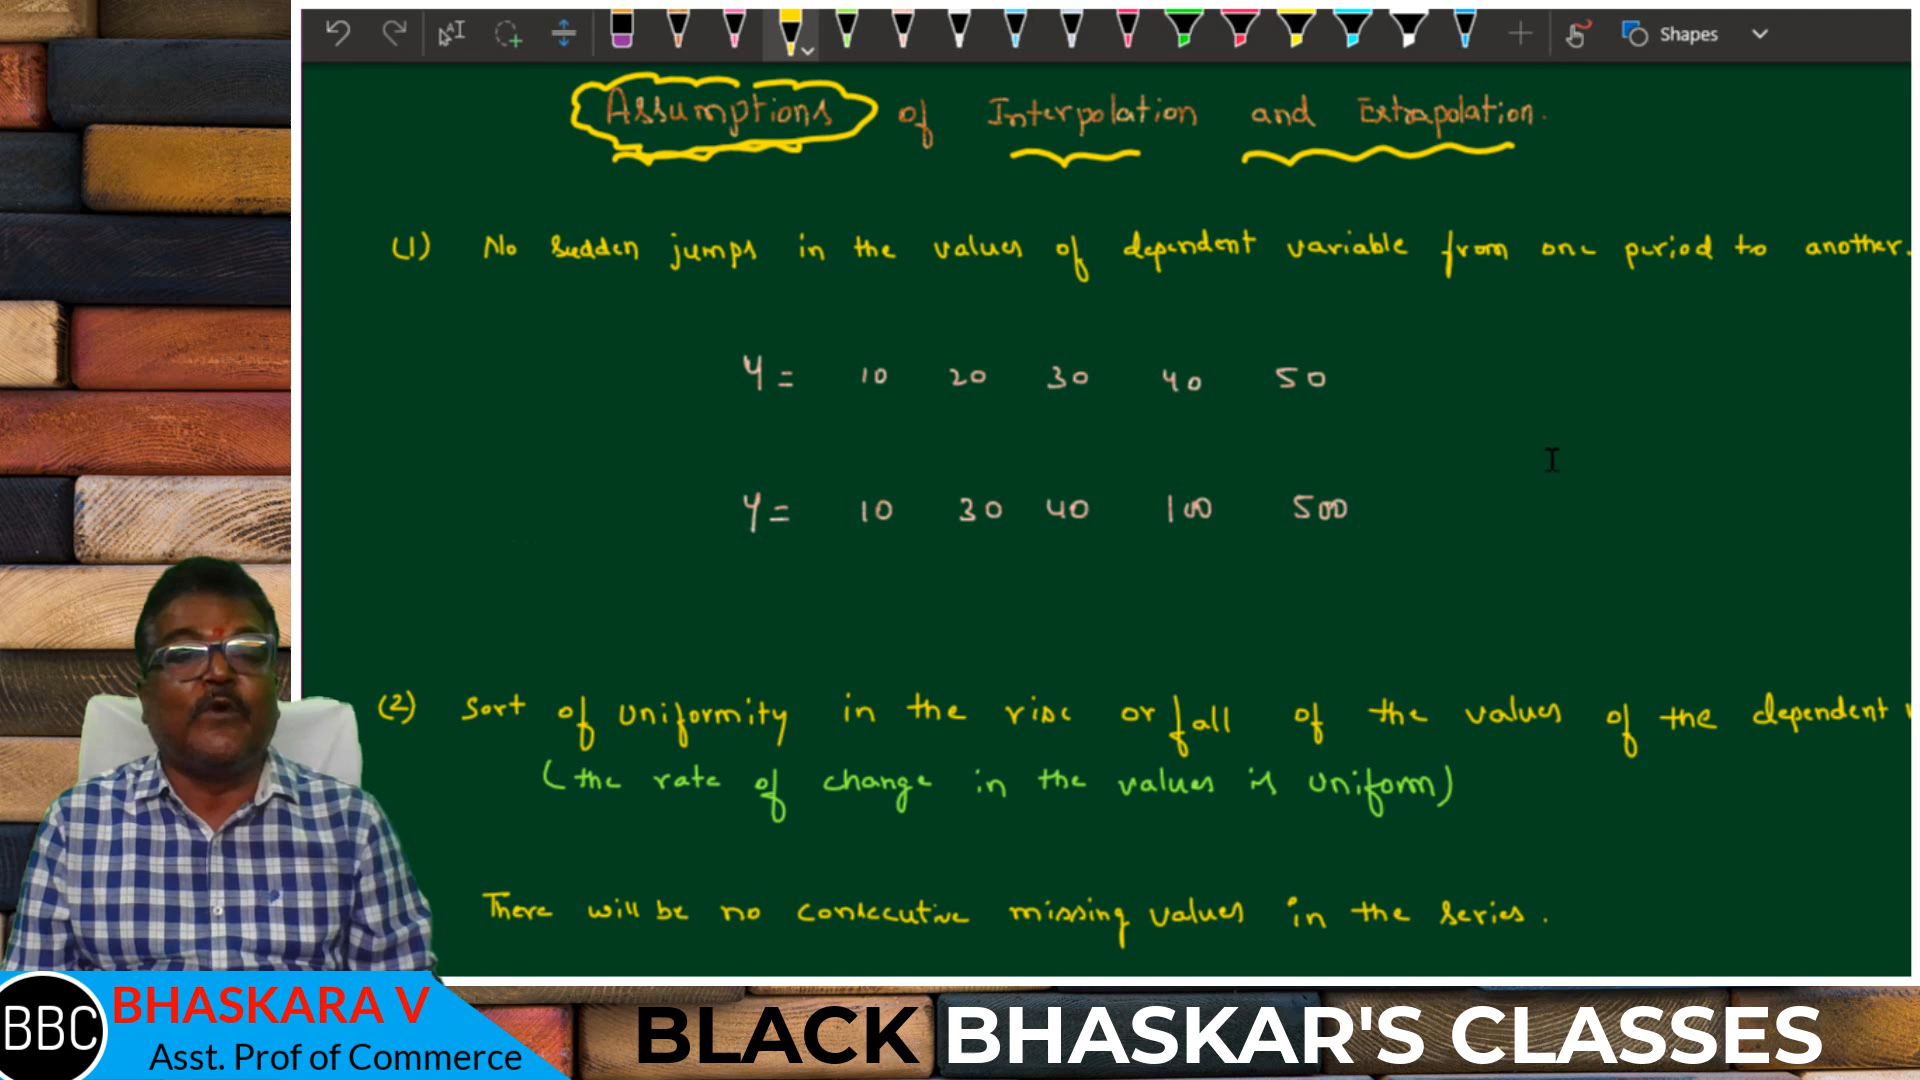 Shapes
Assumptions of Interpolation and Extrapolation.
(1) No sudden jumps in the values of dependent variable from one period to another.
Y = 10 20 30 40 50
Y = 10 30 40 100 500
(2) Sort of uniformity in the rise or fall of the values of the dependent
(the rate of change in the values is uniform)
There will be no consecutive missing values in the series.
BBC
BHASKARA V
Asst. Prof of Commerce
BLACK BHASKAR'S CLASSES